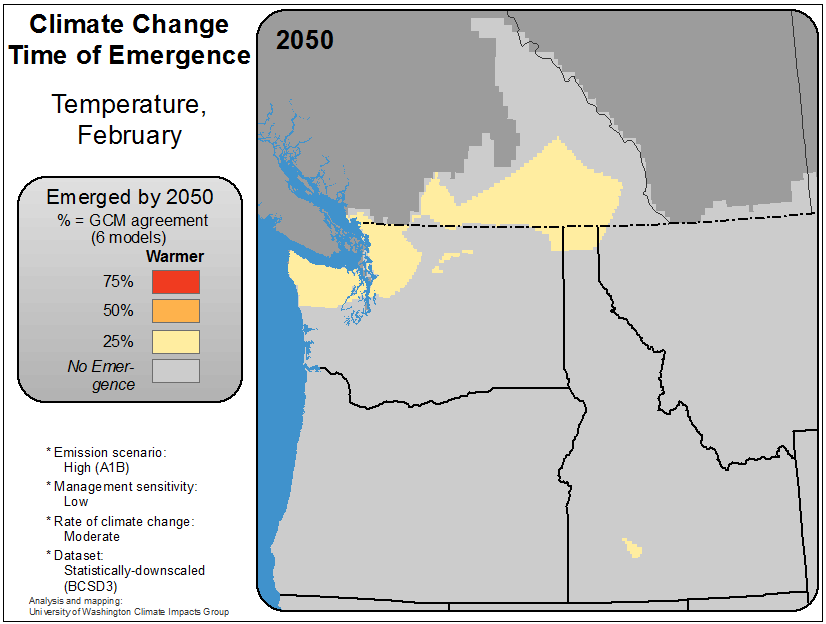 Climate Change
Time of Emergence
Temperature,
February
Emerged by 2050
% = GCM agreement
(6 models)
Warmer
75%
50%
25%
No Emer-
gence
* Emission scenario:
High (A1B)
* Management sensitivity:
Low
* Rate of climate change:
Moderate
* Dataset:
Statistically-downscaled
(BCSD3)
Analysis and mapping:
University of Washington Climate Impacts Group
2050